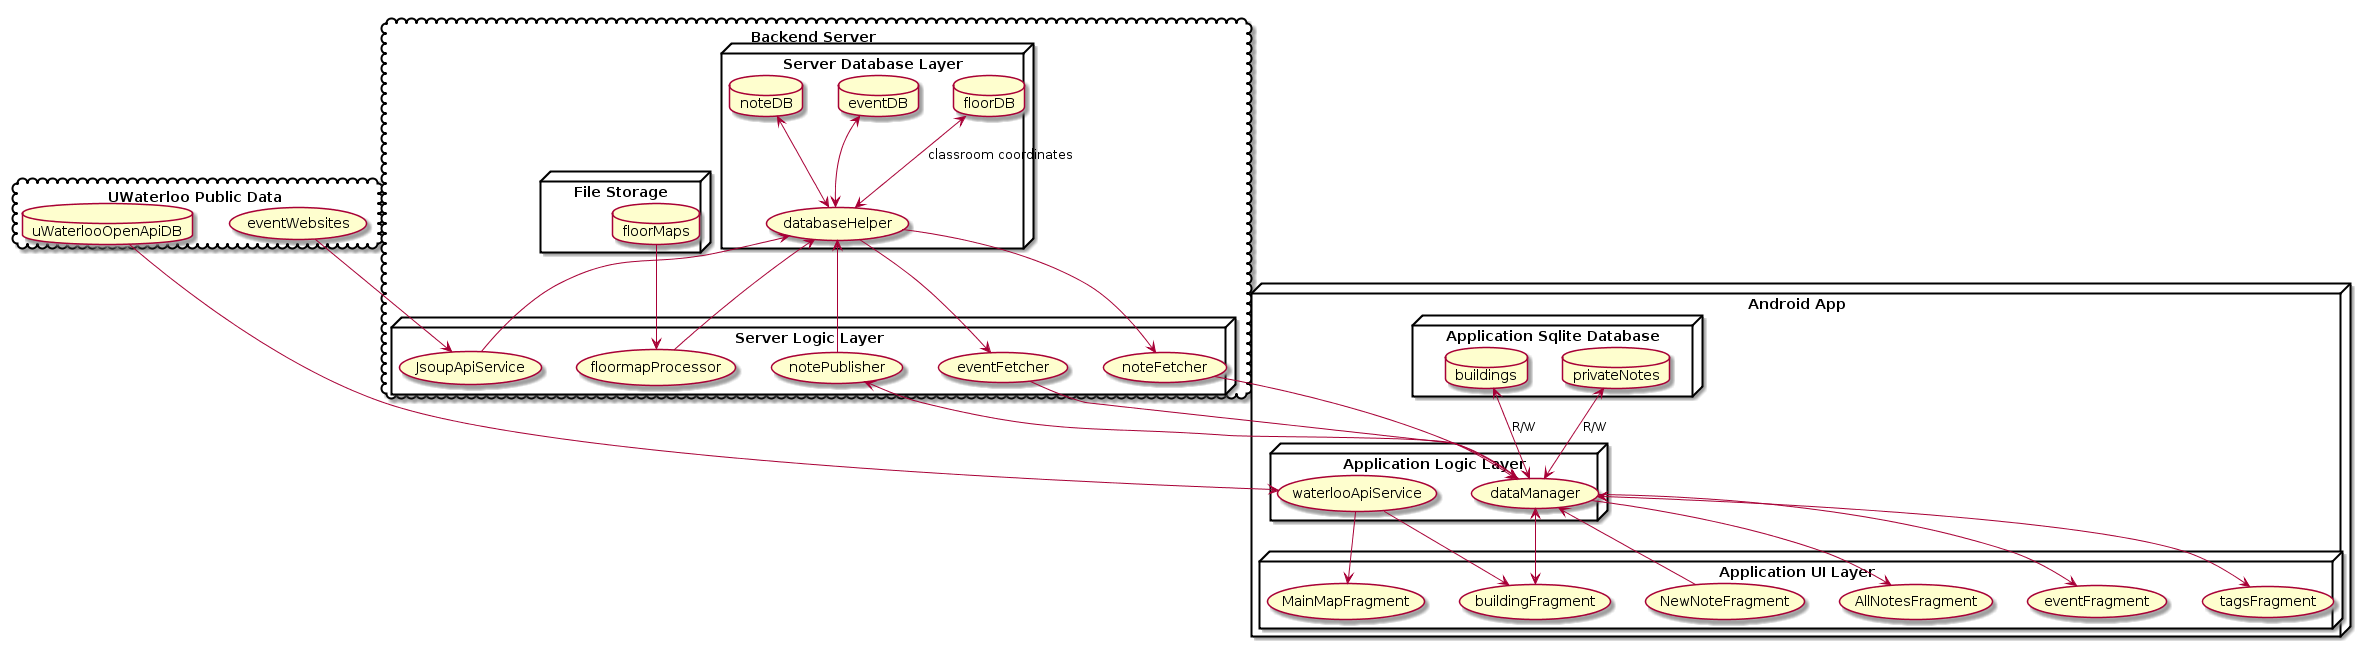 Backend Server
Server Database Layer
noteDB
eventDB
floorDB
classroom coordinates
UWaterloo Public Data
uWaterlooOpenApiDB
eventWebsites
File Storage
floorMaps
databaseHelper
Server Logic Layer
JsoupApiService
floormapProcessor
notePublisher
eventFetcher
noteFetcher
Android App
Application Sqlite Database
buildings
privateNotes
R/W
R/W
Application Logic Layer
waterlooApiService
dataManager
Application UI Layer
MainMapFragment
buildingFragment
NewNoteFragment
AllNotesFragment
eventFragment
tagsFragment